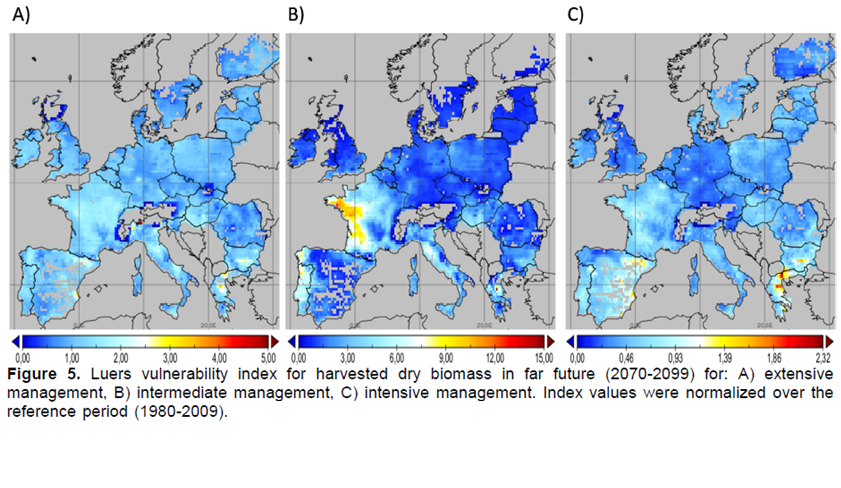 A) B) C)
0,00 1,00 2,00 3,00 4,00 5,00 0,00 3,00 6,00 9,00 12,00 15,00 0,00 0,46 0,93 1,39 1,86 2,32
Figure 5. Luers vulnerability index for harvested dry biomass in far future (2070-2099) for: A) extensive
management, B) intermediate management, C) intensive management. Index values were normalized over the
reference period (1980-2009).